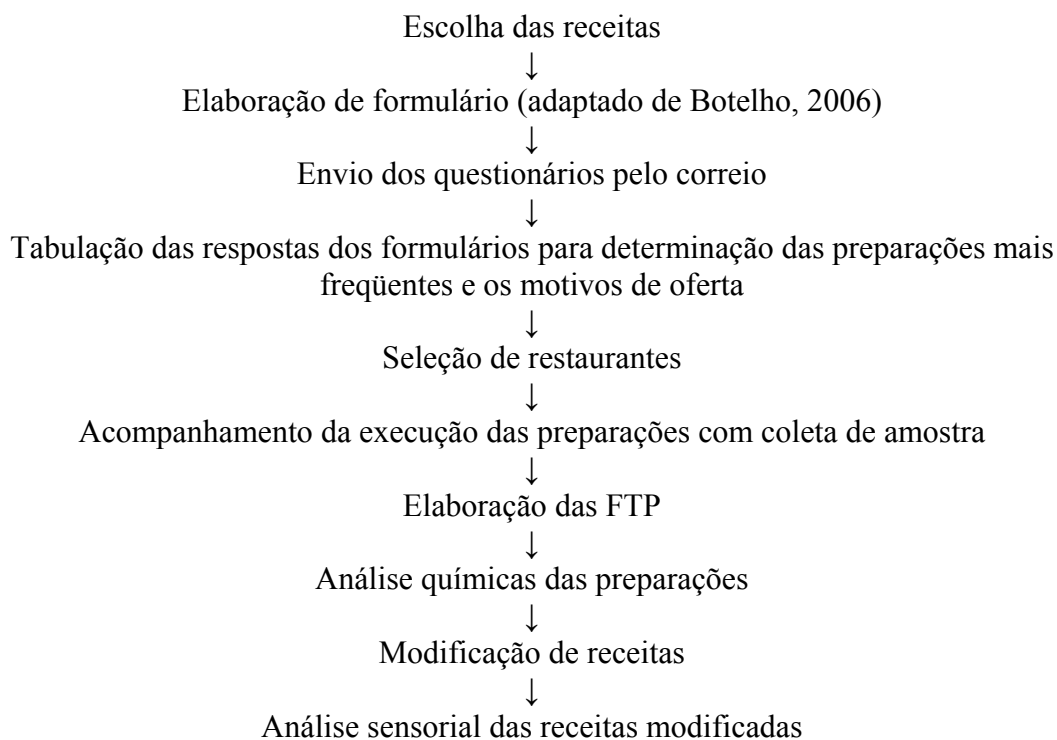 Escolha das receitas
↓
Elaboração de formulário (adaptado de Botelho, 2006)
↓
Envio dos questionários pelo correio
↓
Tabulação das respostas dos formulários para determinação das preparações mais
freqüentes e os motivos de oferta
↓
Seleção de restaurantes
↓
Acompanhamento da execução das preparações com coleta de amostra
↓
Elaboração das FTP
↓
Análise químicas das preparações
↓
Modificação de receitas
↓
Análise sensorial das receitas modificadas